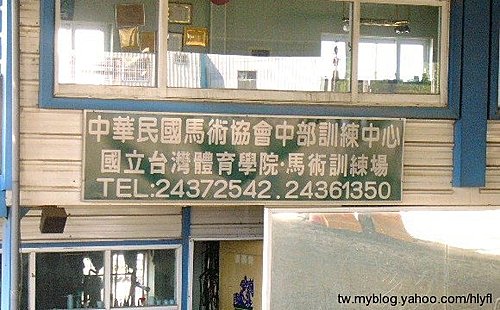 中華民國馬術協會中部訓練中心
國立台灣體育學院·馬術訓練場
TEL:24372542.24361350
tw.myblog.yahoo.com/hlyfl